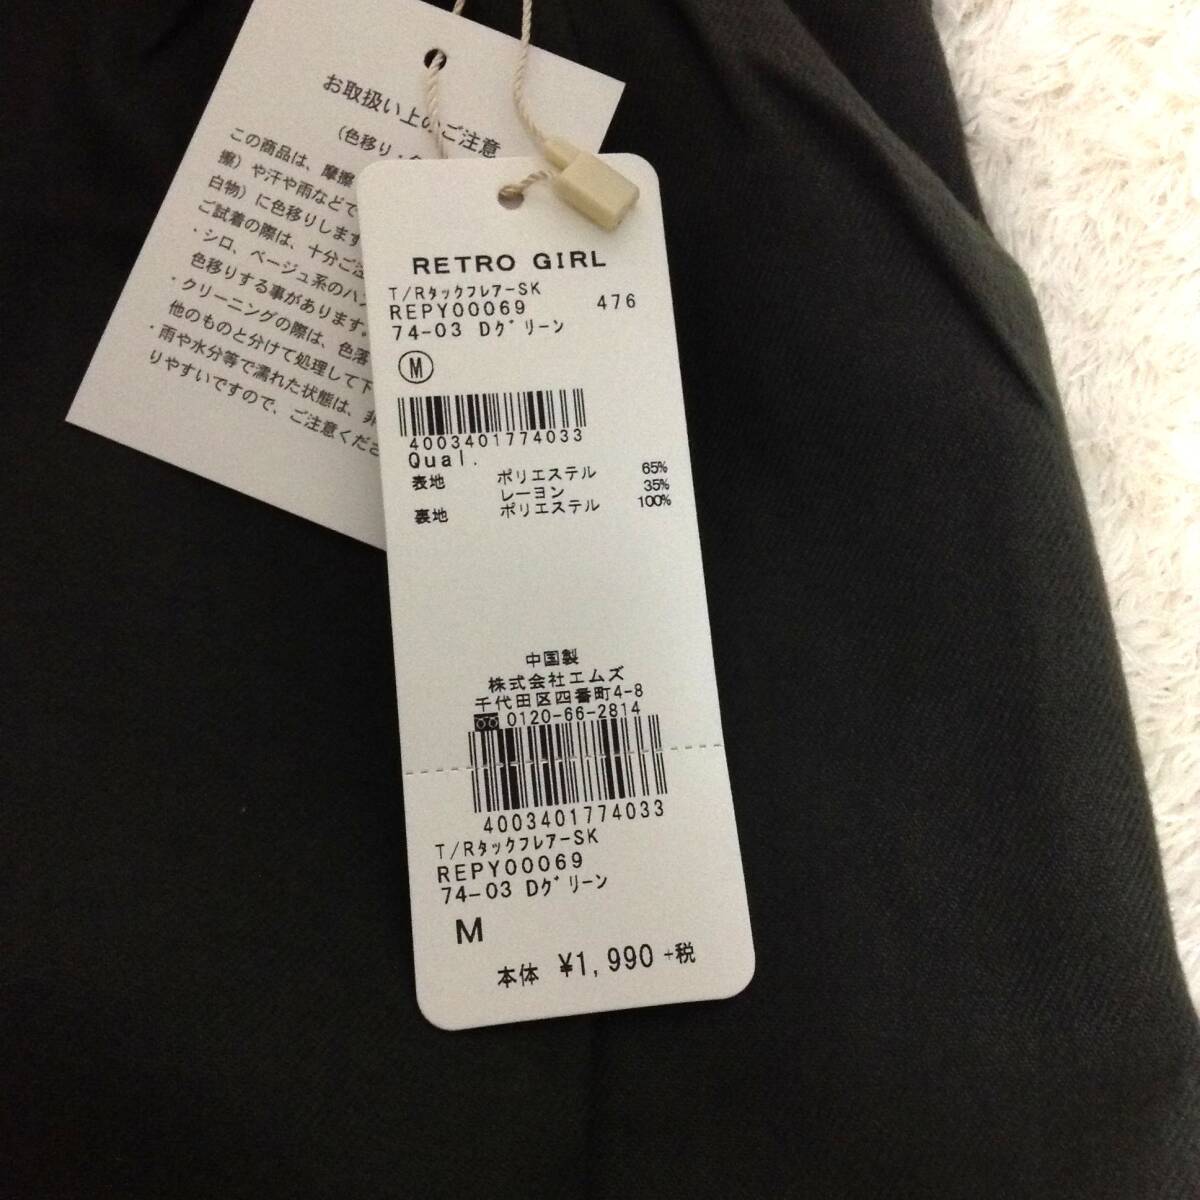 お取扱い上のご注意
(色移り・
この商品は、摩擦
擦）や汗や雨などで
白物）に色移りします
ご試着の際は、十分ご注
・シロ、ベージュ系のハン
色移りする事があります。
・クリーニングの際は、色落
他のものと分けて処理して下
・雨や水分等で濡れた状態は、非
りやすいですので、ご注意くださ
RETRO GIRL
T/RﾀｯｸﾌﾚｱーSK
REPY00069 476
74-03 Dｸﾞﾘーﾝ
M
4003401774033
Qual.
表地 ポリエステル 65%
レーヨン 35%
裏地 ポリエステル 100%
中国製
株式会社エムズ
千代田区四番町4-8
0120-66-2814
4003401774033
T/RﾀｯｸﾌﾚｱーSK
REPY00069
74-03 Dｸﾞﾘーﾝ
M
本体 ¥1,990 +税